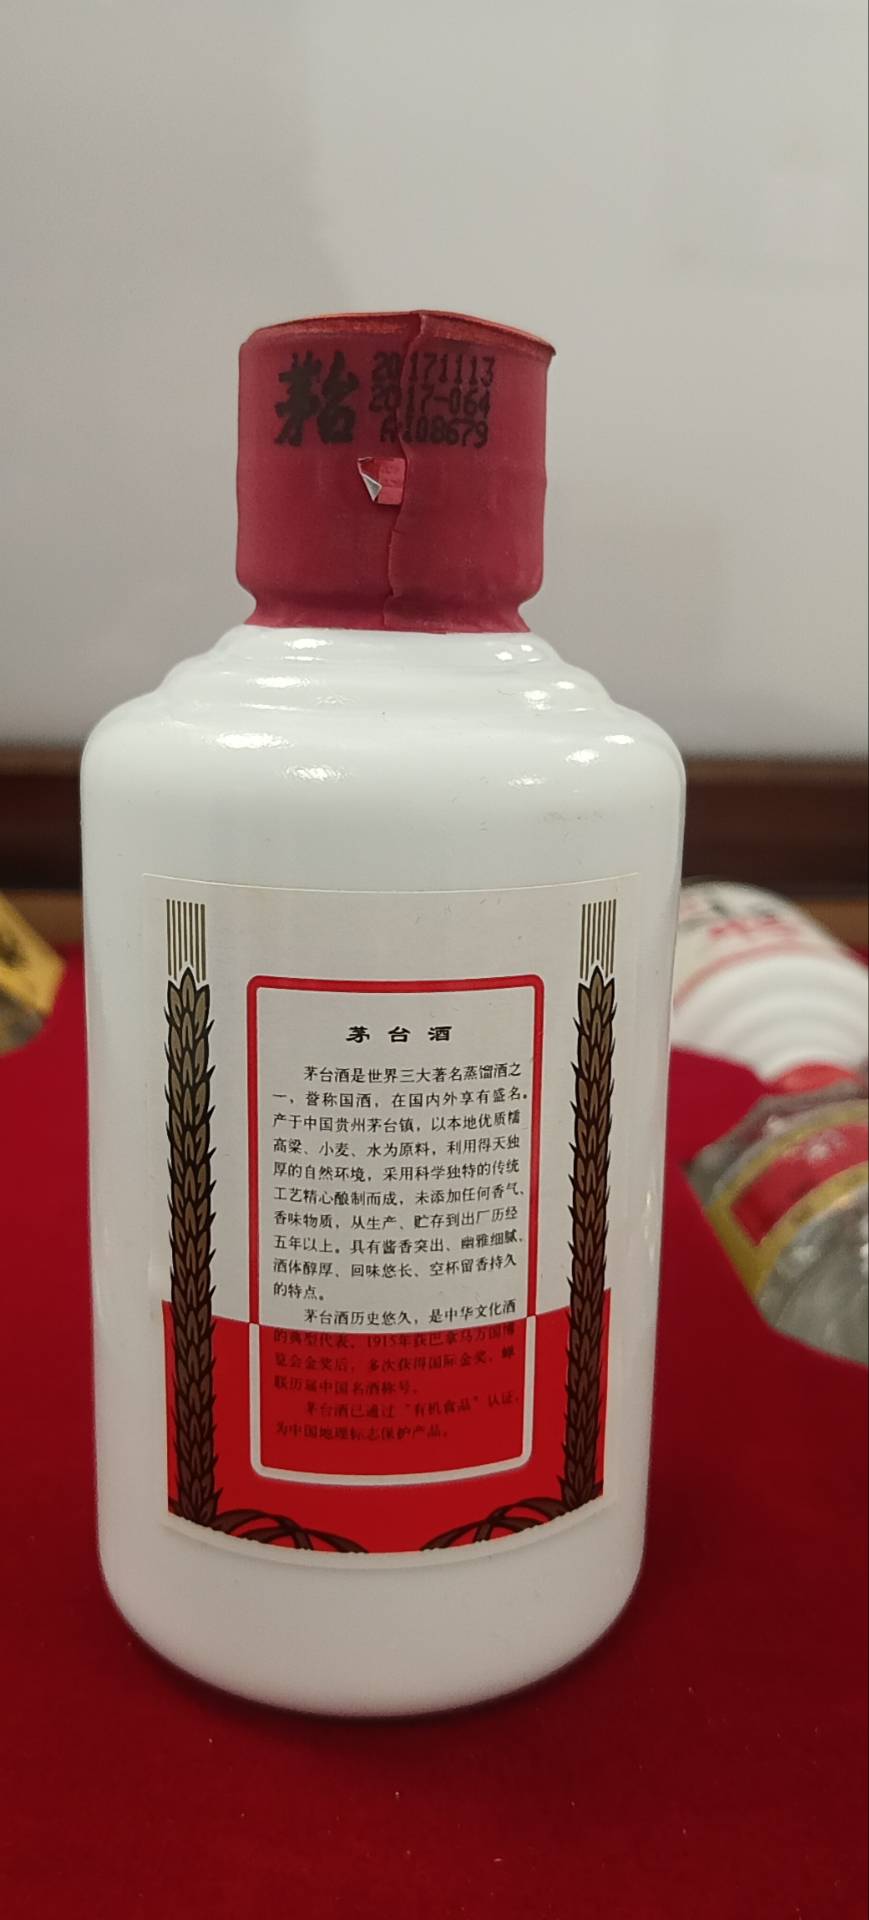 茅台
20171113
2017-064
A108679
茅台酒
茅台酒是世界三大著名蒸馏酒之
一，誉称国酒，在国内外享有盛名。
产于中国贵州茅台镇，以本地优质糯
高粱、小麦、水为原料，利用得天独
厚的自然环境，采用科学独特的传统
工艺精心酿制而成，未添加任何香气、
香味物质，从生产、贮存到出厂历经
五年以上。具有酱香突出、幽雅细腻、
酒体醇厚、回味悠长、空杯留香持久
的特点。
茅台酒历史悠久，是中华文化酒
的典型代表。1915年获巴拿马万国博
览会金奖后，多次获得国际金奖，蝉
联历届中国名酒称号。
茅台酒已通过“有机食品”认证，
为中国地理标志保护产品。